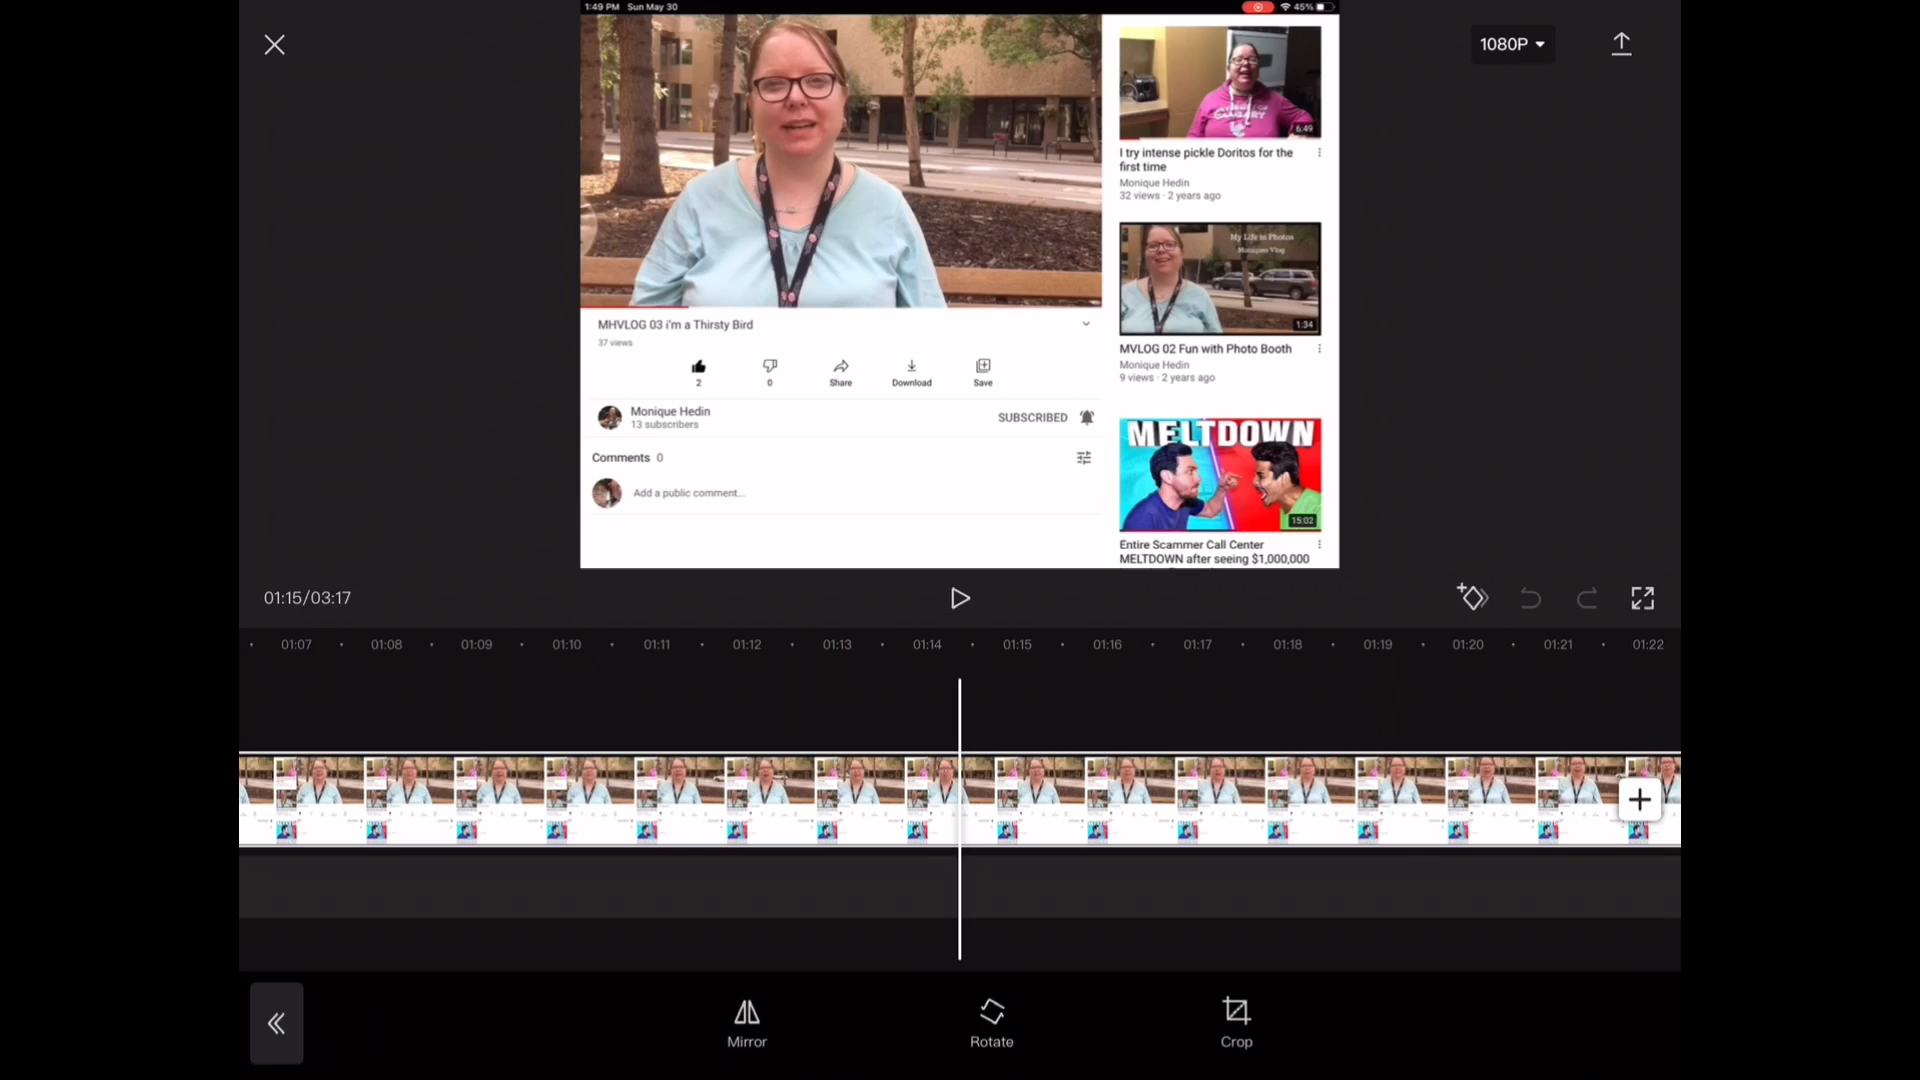 1:49 PM Sun May 30
45%
1080P
6:49
I try intense pickle Doritos for the
first time
Monique Hedin
32 views · 2 years ago
My Life in Photos
Moniques Vlog
1:34
MVLOG 02 Fun with Photo Booth
Monique Hedin
9 views · 2 years ago
MELTDOWN
15:02
Entire Scammer Call Center
MELTDOWN after seeing $1,000,000
MHVLOG 03 i'm a Thirsty Bird
37 views
2
0
Share
Download
Save
Monique Hedin
13 subscribers
SUBSCRIBED
Comments 0
Add a public comment...
01:15/03:17
01:07
01:08
01:09
01:10
01:11
01:12
01:13
01:14
01:15
01:16
01:17
01:18
01:19
01:20
01:21
01:22
Mirror
Rotate
Crop